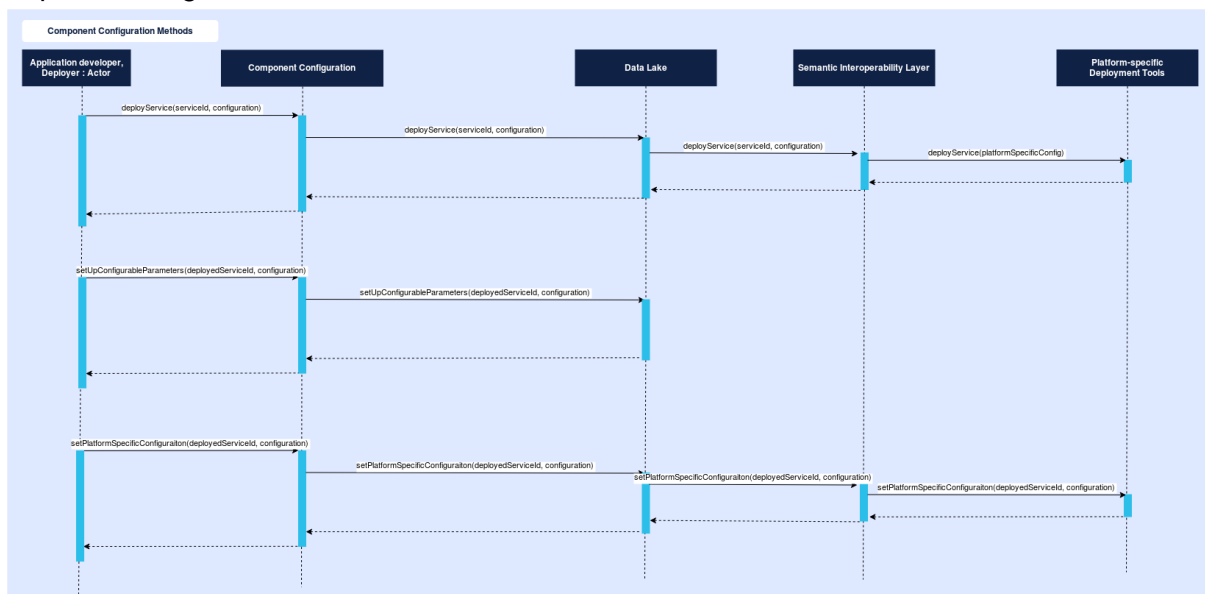 Component Configuration Methods
Application developer,
Deployer : Actor
Component Configuration
Data Lake
Semantic Interoperability Layer
Platform-specific
Deployment Tools
deployService(serviceId, configuration)
deployService(serviceId, configuration)
deployService(serviceId, configuration)
deployService(platformSpecificConfig)
setUpConfigurableParameters(deployedServiceId, configuration)
setUpConfigurableParameters(deployedServiceId, configuration)
setPlatformSpecificConfiguraiton(deployedServiceId, configuration)
setPlatformSpecificConfiguraiton(deployedServiceId, configuration)
setPlatformSpecificConfiguraiton(deployedServiceId, configuration)
setPlatformSpecificConfiguraiton(deployedServiceId, configuration)